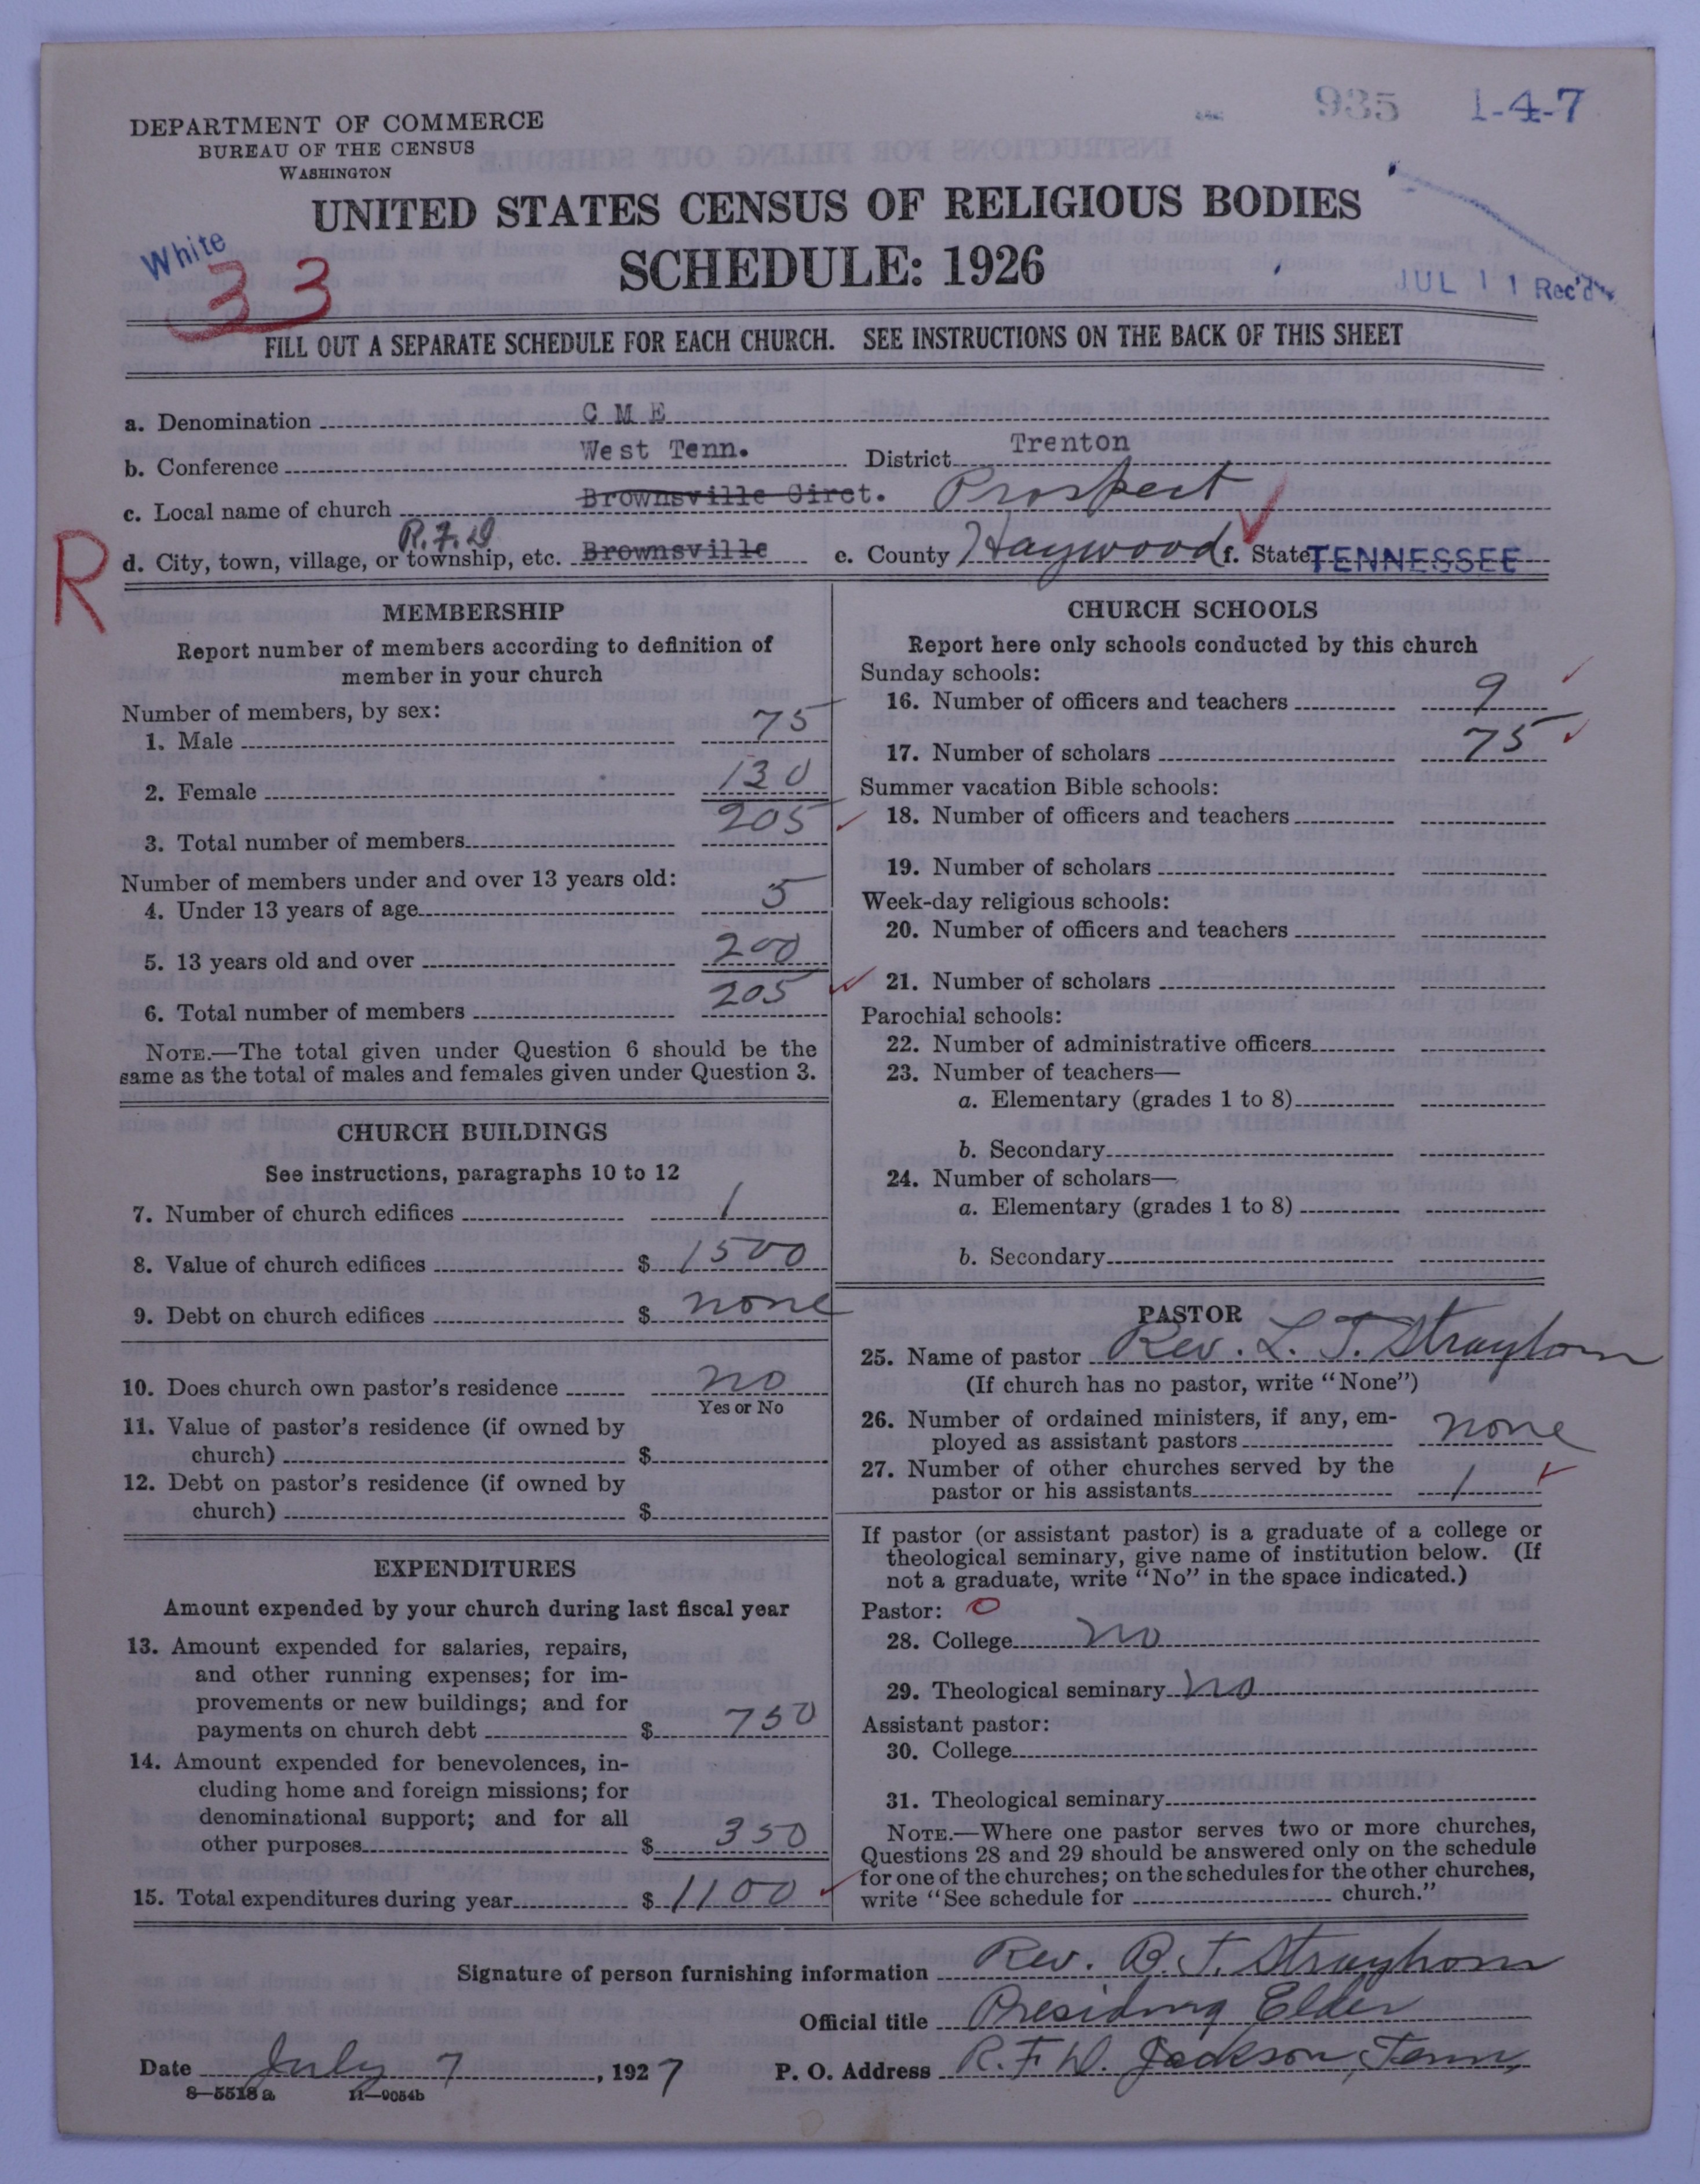 935 1-4-7
DEPARTMENT OF COMMERCE
BUREAU OF THE CENSUS
WASHINGTON
UNITED STATES CENSUS OF RELIGIOUS BODIES
SCHEDULE: 1926
White
33
JUL 11 Rec'd
FILL OUT A SEPARATE SCHEDULE FOR EACH CHURCH. SEE INSTRUCTIONS ON THE BACK OF THIS SHEET
a. Denomination C M E
b. Conference West Tenn. District Trenton
c. Local name of church Brownsville Circt. Prospect
R d. City, town, village, or township, etc. R.F.D Brownsville e. County Haywood f. State TENNESSEE
MEMBERSHIP
Report number of members according to definition of
member in your church
Number of members, by sex:
1. Male 75
2. Female 130
3. Total number of members 205
Number of members under and over 13 years old:
4. Under 13 years of age 5
5. 13 years old and over 200
6. Total number of members 205
NOTE.—The total given under Question 6 should be the
same as the total of males and females given under Question 3.
CHURCH BUILDINGS
See instructions, paragraphs 10 to 12
7. Number of church edifices 1
8. Value of church edifices $ 1500
9. Debt on church edifices $ none
10. Does church own pastor's residence no
Yes or No
11. Value of pastor's residence (if owned by
church) $
12. Debt on pastor's residence (if owned by
church) $
EXPENDITURES
Amount expended by your church during last fiscal year
13. Amount expended for salaries, repairs,
and other running expenses; for im-
provements or new buildings; and for
payments on church debt $ 750
14. Amount expended for benevolences, in-
cluding home and foreign missions; for
denominational support; and for all
other purposes $ 350
15. Total expenditures during year $ 1100
CHURCH SCHOOLS
Report here only schools conducted by this church
Sunday schools:
16. Number of officers and teachers 9
17. Number of scholars 75
Summer vacation Bible schools:
18. Number of officers and teachers
19. Number of scholars
Week-day religious schools:
20. Number of officers and teachers
21. Number of scholars
Parochial schools:
22. Number of administrative officers
23. Number of teachers—
a. Elementary (grades 1 to 8)
b. Secondary
24. Number of scholars—
a. Elementary (grades 1 to 8)
b. Secondary
PASTOR
25. Name of pastor Rev. L. T. Strayhorn
(If church has no pastor, write "None")
26. Number of ordained ministers, if any, em-
ployed as assistant pastors none
27. Number of other churches served by the
pastor or his assistants 1
If pastor (or assistant pastor) is a graduate of a college or
theological seminary, give name of institution below. (If
not a graduate, write "No" in the space indicated.)
Pastor: O
28. College no
29. Theological seminary no
Assistant pastor:
30. College
31. Theological seminary
NOTE.—Where one pastor serves two or more churches,
Questions 28 and 29 should be answered only on the schedule
for one of the churches; on the schedules for the other churches,
write "See schedule for church."
Signature of person furnishing information Rev. B. T. Strayhorn
Official title Presiding Elder
Date July 7, 1927 P. O. Address R.F.D. Jackson, Tenn,
8—5518 a 11—9054b